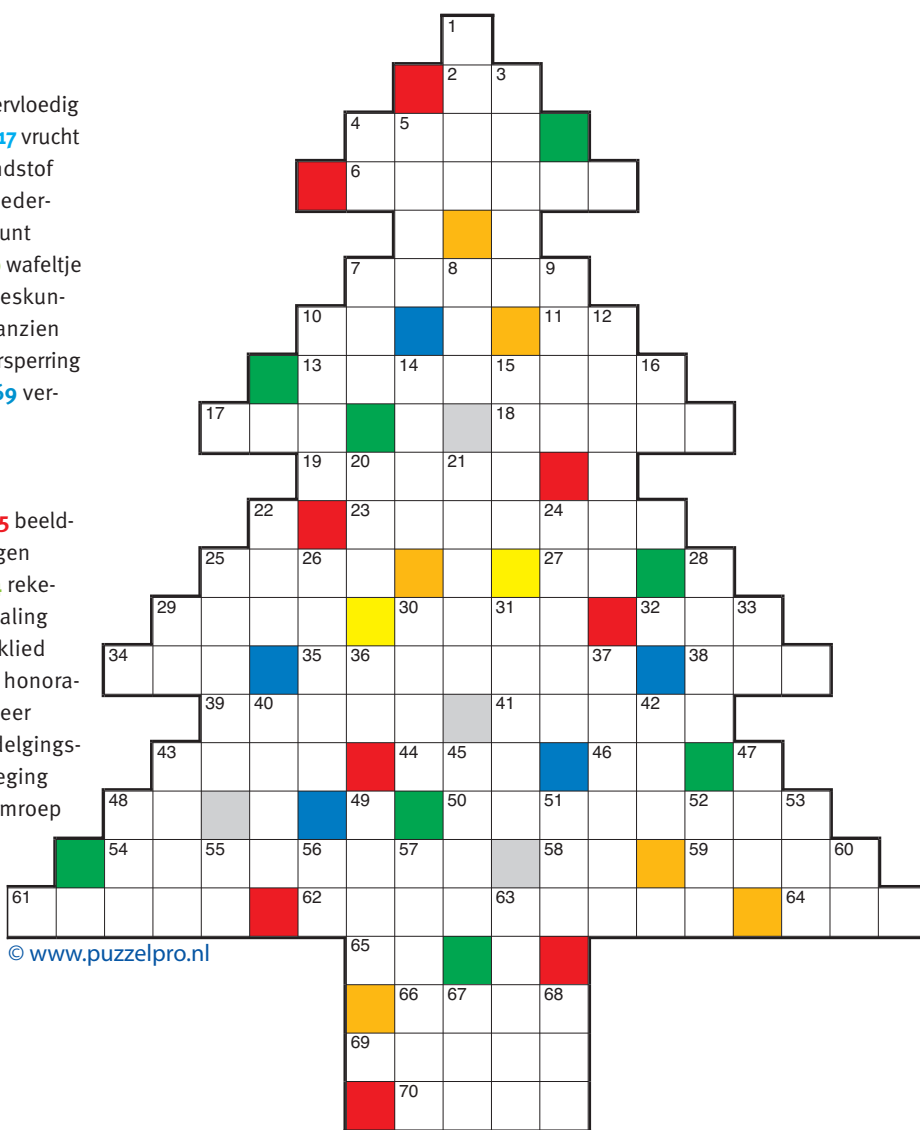 1
2 3
4 5
6
7 8 9
10 11 12
13 14 15 16
17 18
19 20 21
22 23 24
25 26 27 28
29 30 31 32 33
34 35 36 37 38
39 40 41 42
43 44 45 46 47
48 49 50 51 52 53
54 55 56 57 58 59 60
61 62 63 64
65
66 67 68
69
70
ervloedig
17 vrucht
ndstof
eder-
unt
wafeltje
eskun-
anzien
rsperring
69 ver-
5 beeld-
gen
reke-
aling
klied
honora-
eer
delgings-
eging
mroep
© www.puzzelpro.nl